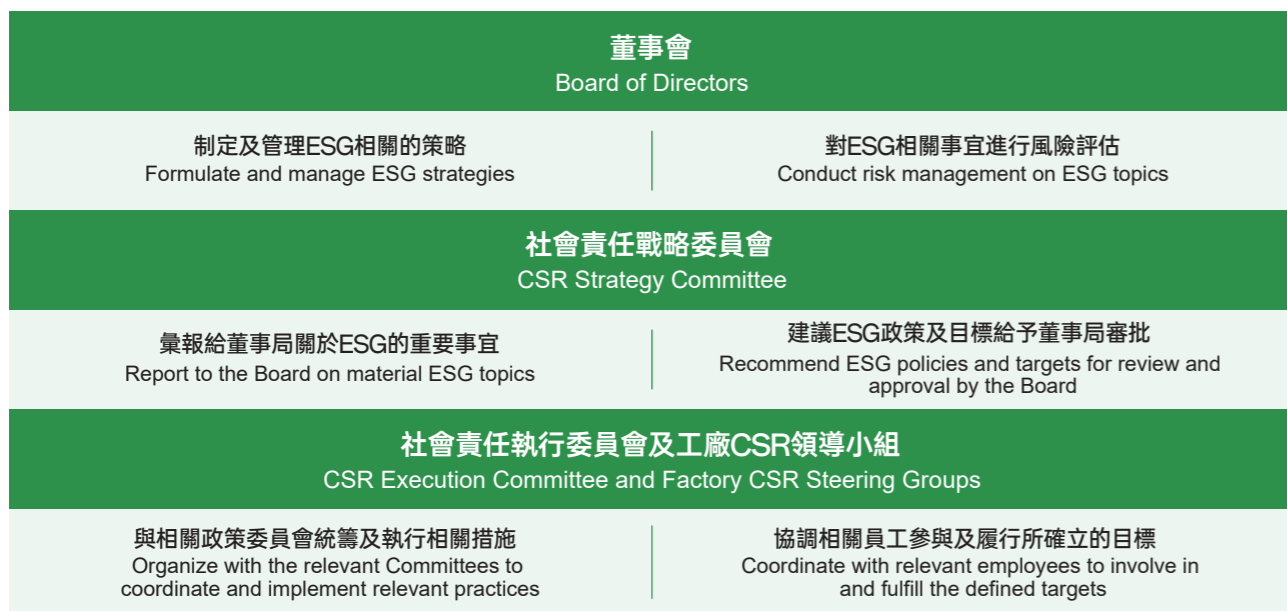 董事會
Board of Directors
制定及管理ESG相關的策略
Formulate and manage ESG strategies
對ESG相關事宜進行風險評估
Conduct risk management on ESG topics
社會責任戰略委員會
CSR Strategy Committee
彙報給董事局關於ESG的重要事宜
Report to the Board on material ESG topics
建議ESG政策及目標給予董事局審批
Recommend ESG policies and targets for review and
approval by the Board
社會責任執行委員會及工廠CSR領導小組
CSR Execution Committee and Factory CSR Steering Groups
與相關政策委員會統籌及執行相關措施
Organize with the relevant Committees to
coordinate and implement relevant practices
協調相關員工參與及履行所確立的目標
Coordinate with relevant employees to involve in
and fulfill the defined targets